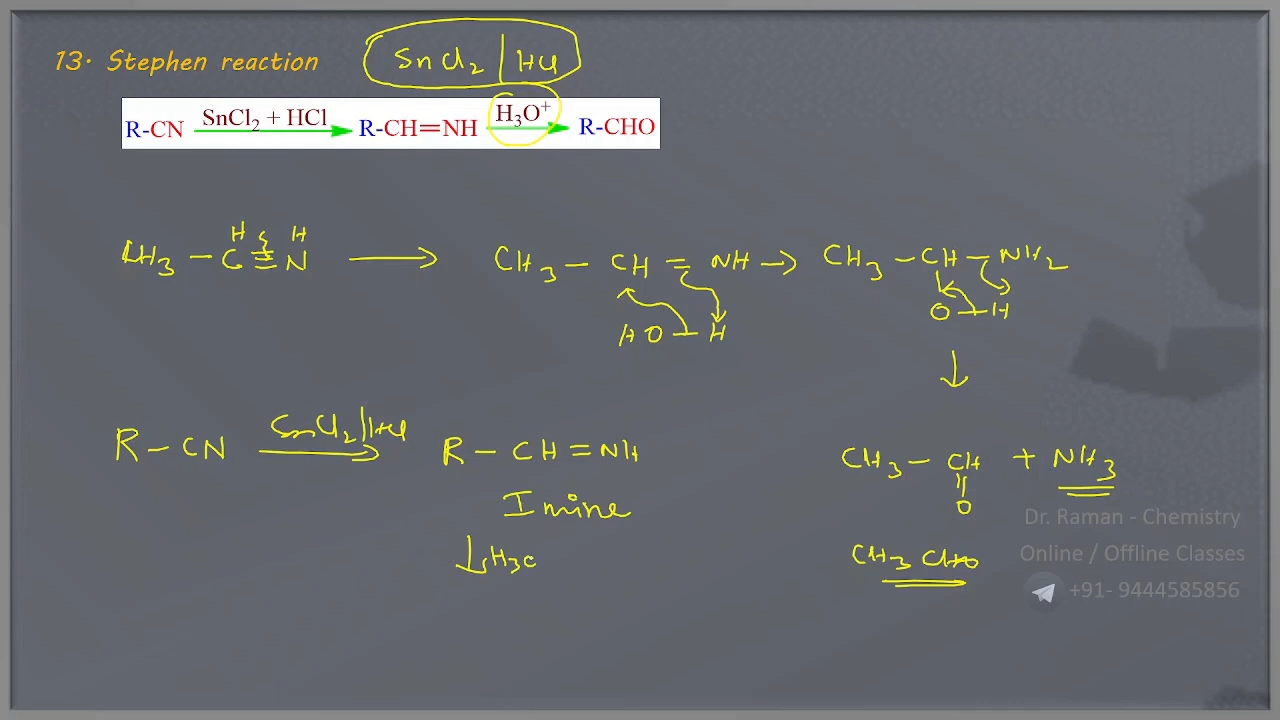 13. Stephen reaction SnCl2 | HCl
R-CN SnCl2 + HCl R-CH=NH H3O+ R-CHO
H H
CH3 - C ≡ N → CH3 - CH = NH → CH3 - CH - NH2
HO - H O - H
R - CN SnCl2 | HCl R - CH = NH CH3 - CH + NH3
O
Imine
H3O CH3 CHO
Dr. Raman - Chemistry
Online / Offline Classes
+91- 9444585856